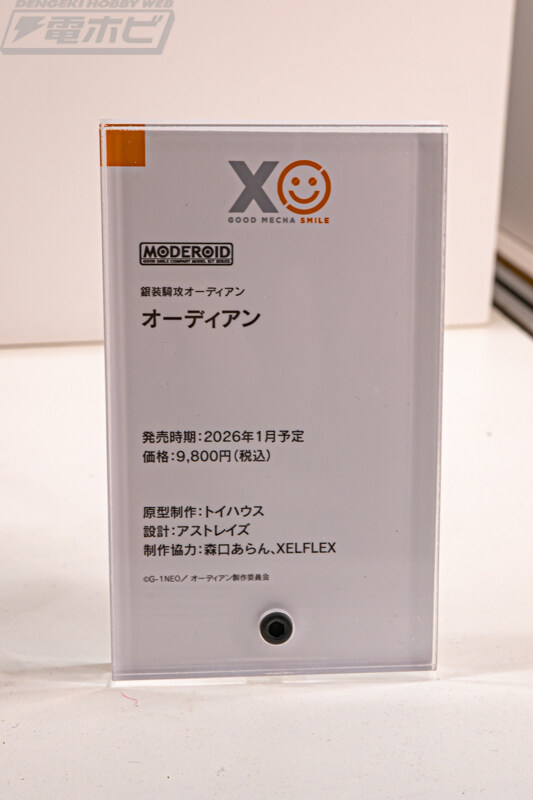 DENGEKI HOBBY WEB
電ホビ
XO
GOOD MECHA SMILE
MODEROID
GOOD SMILE COMPANY MODEL KIT SERIES
銀装騎攻オーディアン
オーディアン
発売時期：2026年1月予定
価格：9,800円（税込）
原型制作：トイハウス
設計：アストレイズ
制作協力：森口あらん、XELFLEX
©G-1NEO／オーディアン製作委員会